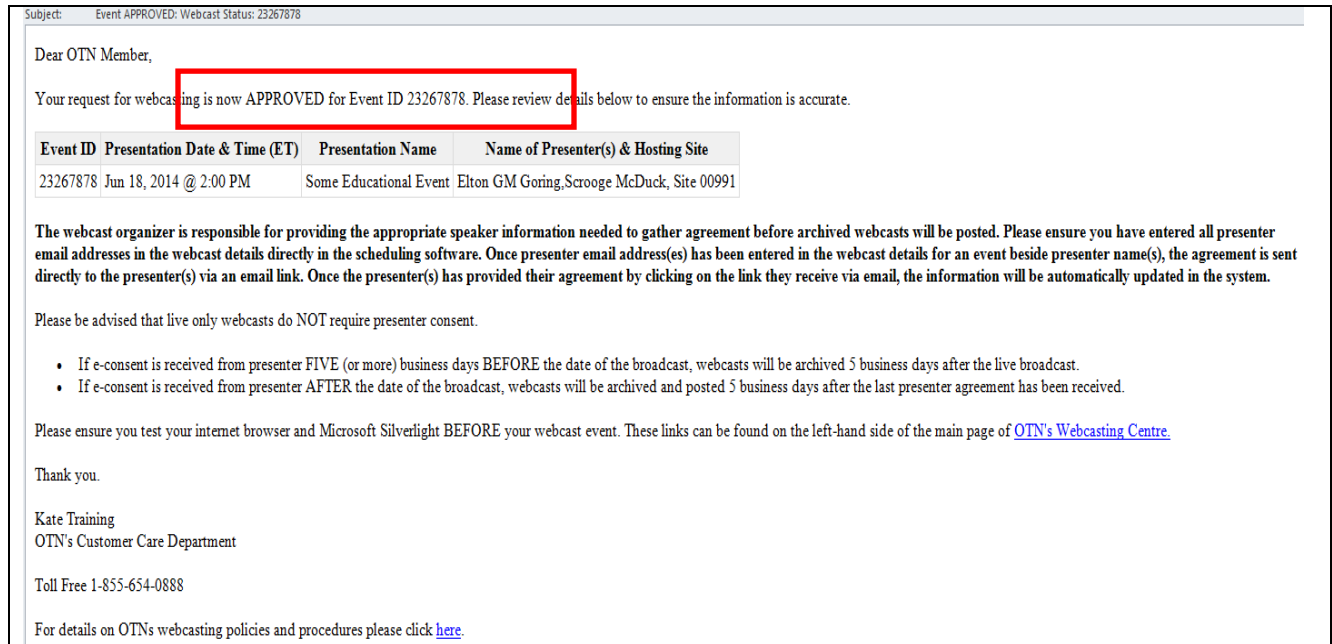 Subject: Event APPROVED: Webcast Status: 23267878
Dear OTN Member,
Your request for webcasting is now APPROVED for Event ID 23267878. Please review details below to ensure the information is accurate.
Event ID Presentation Date & Time (ET) Presentation Name Name of Presenter(s) & Hosting Site
23267878 Jun 18, 2014 @ 2:00 PM Some Educational Event Elton GM Goring,Scrooge McDuck, Site 00991
The webcast organizer is responsible for providing the appropriate speaker information needed to gather agreement before archived webcasts will be posted. Please ensure you have entered all presenter
email addresses in the webcast details directly in the scheduling software. Once presenter email address(es) has been entered in the webcast details for an event beside presenter name(s), the agreement is sent
directly to the presenter(s) via an email link. Once the presenter(s) has provided their agreement by clicking on the link they receive via email, the information will be automatically updated in the system.
Please be advised that live only webcasts do NOT require presenter consent.
• If e-consent is received from presenter FIVE (or more) business days BEFORE the date of the broadcast, webcasts will be archived 5 business days after the live broadcast.
• If e-consent is received from presenter AFTER the date of the broadcast, webcasts will be archived and posted 5 business days after the last presenter agreement has been received.
Please ensure you test your internet browser and Microsoft Silverlight BEFORE your webcast event. These links can be found on the left-hand side of the main page of OTN's Webcasting Centre.
Thank you.
Kate Training
OTN's Customer Care Department
Toll Free 1-855-654-0888
For details on OTNs webcasting policies and procedures please click here.